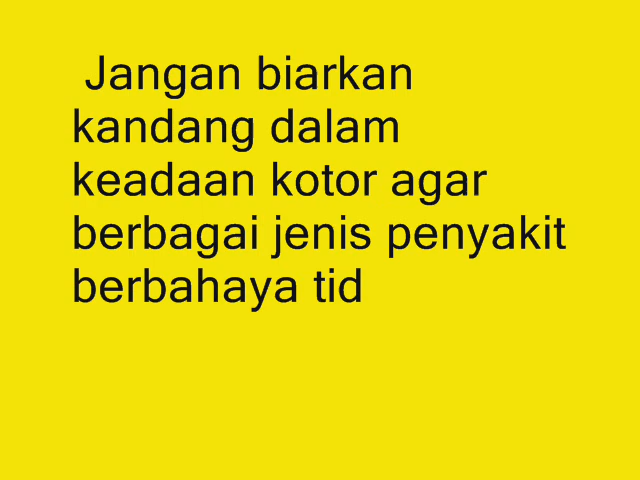 Jangan biarkan
kandang dalam
keadaan kotor agar
berbagai jenis penyakit
berbahaya tid